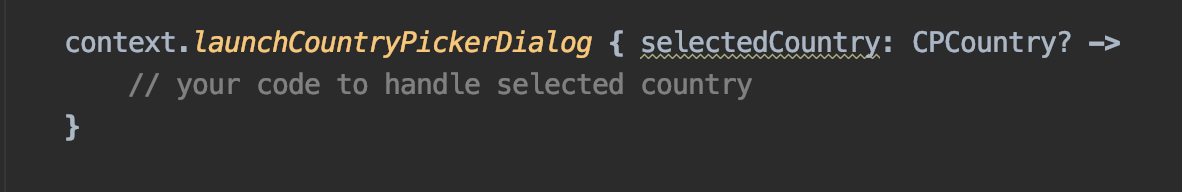 context.launchCountryPickerDialog { selectedCountry: CPCountry? ->
// your code to handle selected country
}